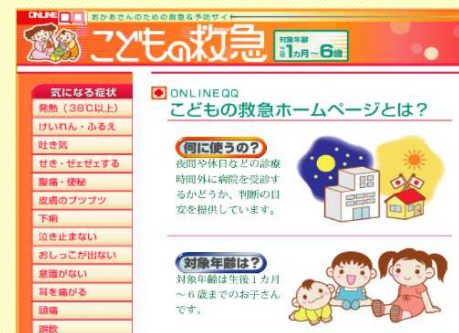 ONLINE QQ
おかあさんのための救急&予防サイト
こどもの救急
対象年齢
生後1ヵ月～6歳
気になる症状
発熱（38℃以上）
けいれん・ふるえ
吐き気
せき・ゼェゼェする
腹痛・便秘
皮膚のブツブツ
下痢
泣き止まない
おしっこが出ない
意識がない
耳を痛がる
頭痛
誤飲
ONLINEQQ
こどもの救急ホームページとは？
何に使うの？
夜間や休日などの診療
時間外に病院を受診す
るかどうか、判断の目
安を提供しています。
対象年齢は？
対象年齢は生後1カ月
～6歳までのお子さん
です。